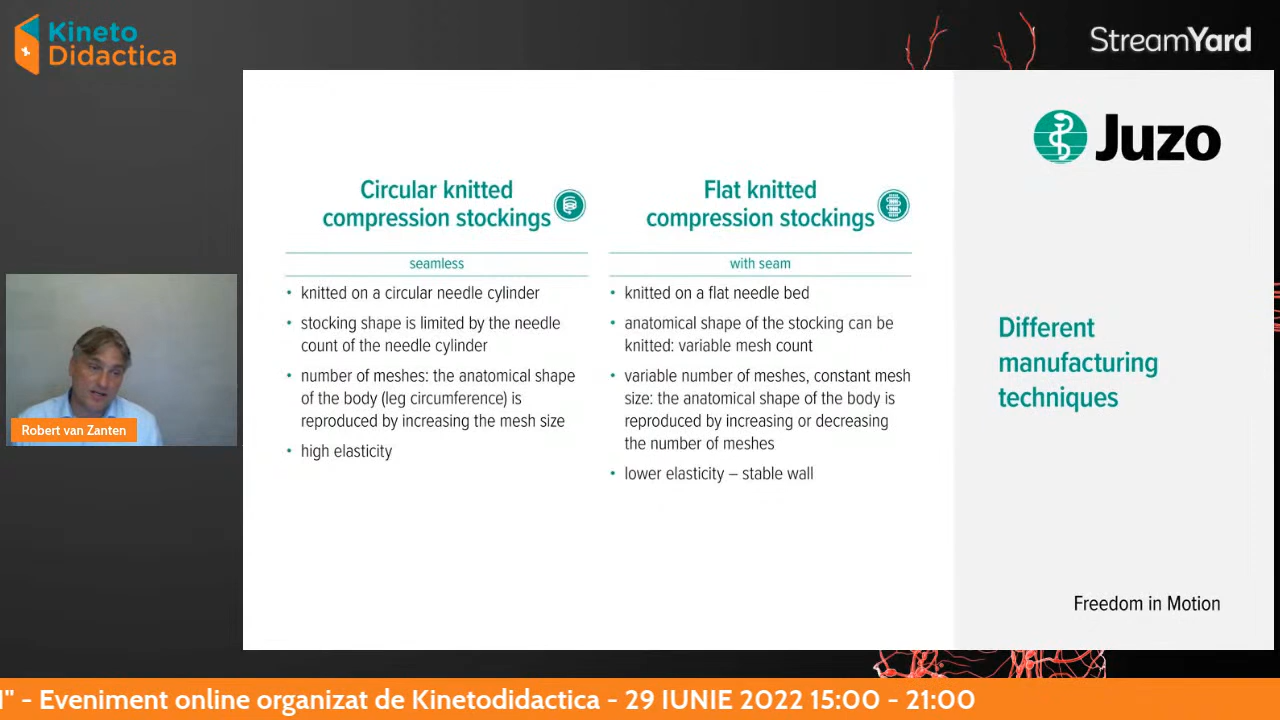 Kineto
Didactica
StreamYard
Juzo
Circular knitted
compression stockings
seamless
• knitted on a circular needle cylinder
• stocking shape is limited by the needle
count of the needle cylinder
• number of meshes: the anatomical shape
of the body (leg circumference) is
reproduced by increasing the mesh size
• high elasticity
Flat knitted
compression stockings
with seam
• knitted on a flat needle bed
• anatomical shape of the stocking can be
knitted: variable mesh count
• variable number of meshes, constant mesh
size: the anatomical shape of the body is
reproduced by increasing or decreasing
the number of meshes
• lower elasticity – stable wall
Different
manufacturing
techniques
Freedom in Motion
Robert van Zanten
" - Eveniment online organizat de Kinetodidactica - 29 IUNIE 2022 15:00 - 21:00